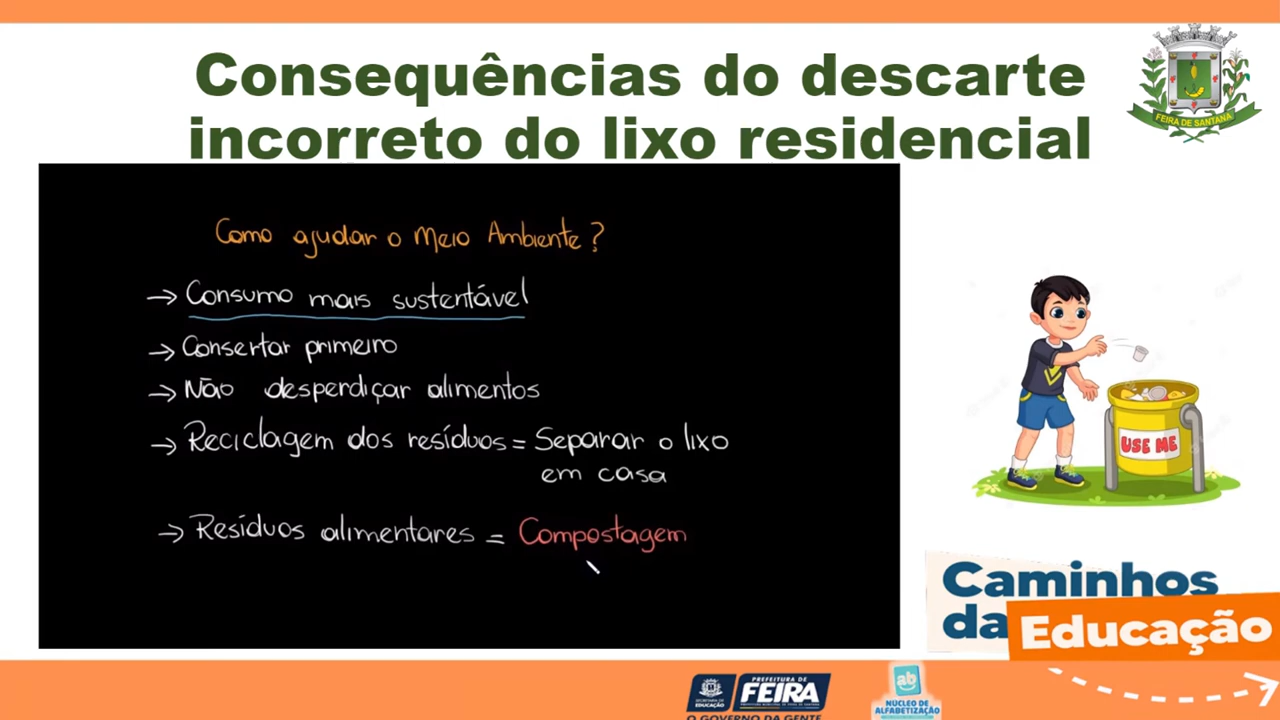 Consequências do descarte
incorreto do lixo residencial
FEIRA DE SANTANA
Como ajudar o Meio Ambiente?
→ Consumo mais sustentável
→ Consertar primeiro
→ Não desperdiçar alimentos
→ Reciclagem dos resíduos = Separar o lixo
em casa
→ Resíduos alimentares = Compostagem
USE ME
Caminhos
da Educação
SECRETARIA DE
EDUCAÇÃO
PREFEITURA DE
FEIRA
O GOVERNO DA GENTE
ab
NÚCLEO DE
ALFABETIZAÇÃO